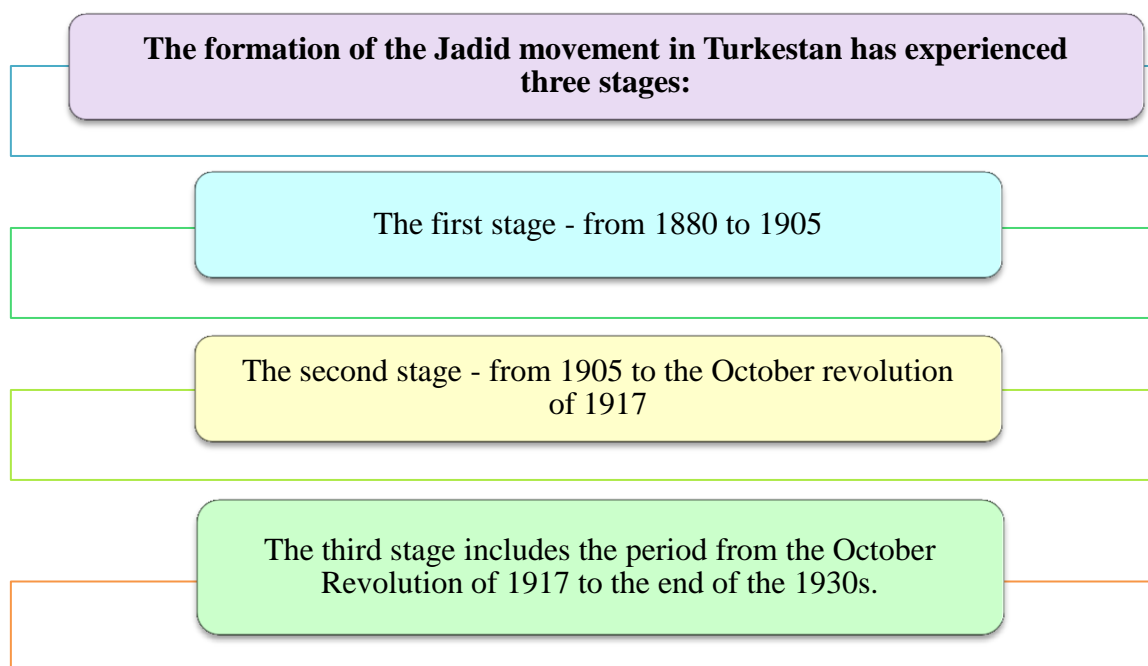 The formation of the Jadid movement in Turkestan has experienced
three stages:
The first stage - from 1880 to 1905
The second stage - from 1905 to the October revolution
of 1917
The third stage includes the period from the October
Revolution of 1917 to the end of the 1930s.